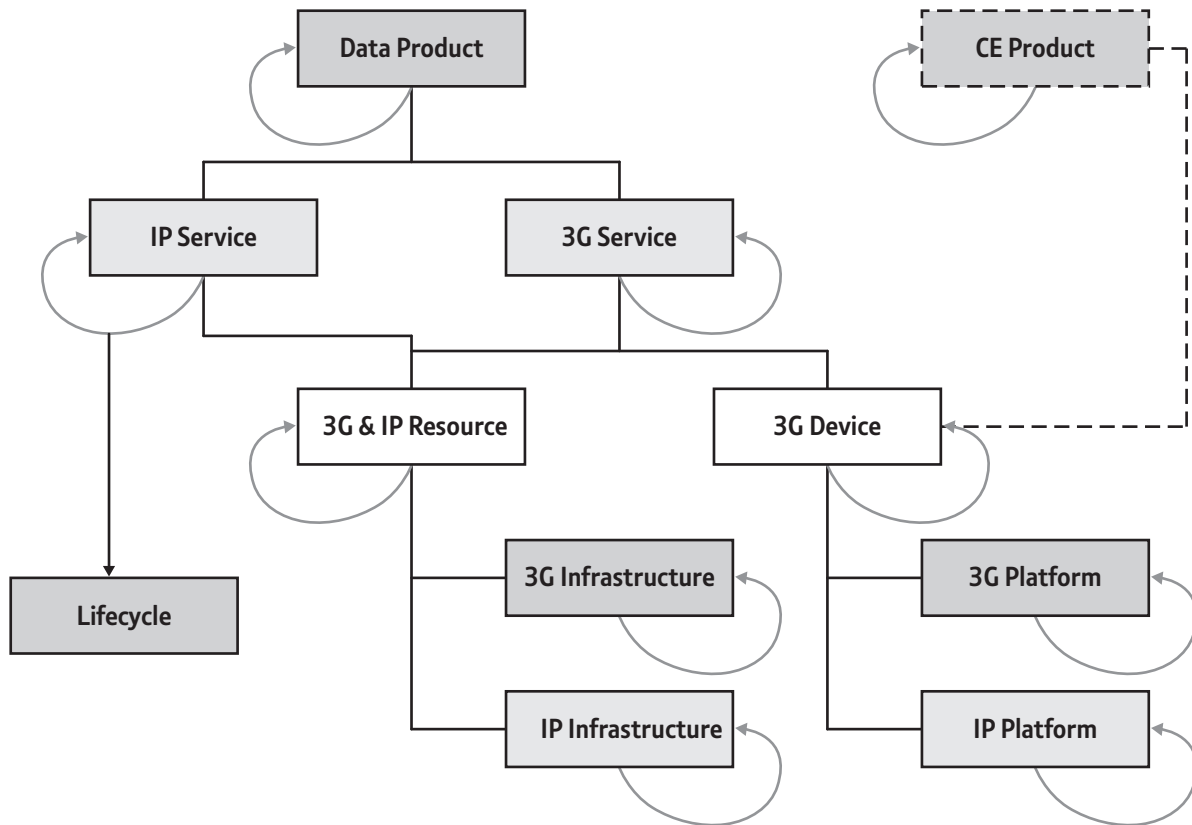 Data Product
CE Product
IP Service
3G Service
3G & IP Resource
3G Device
3G Infrastructure
3G Platform
Lifecycle
IP Infrastructure
IP Platform